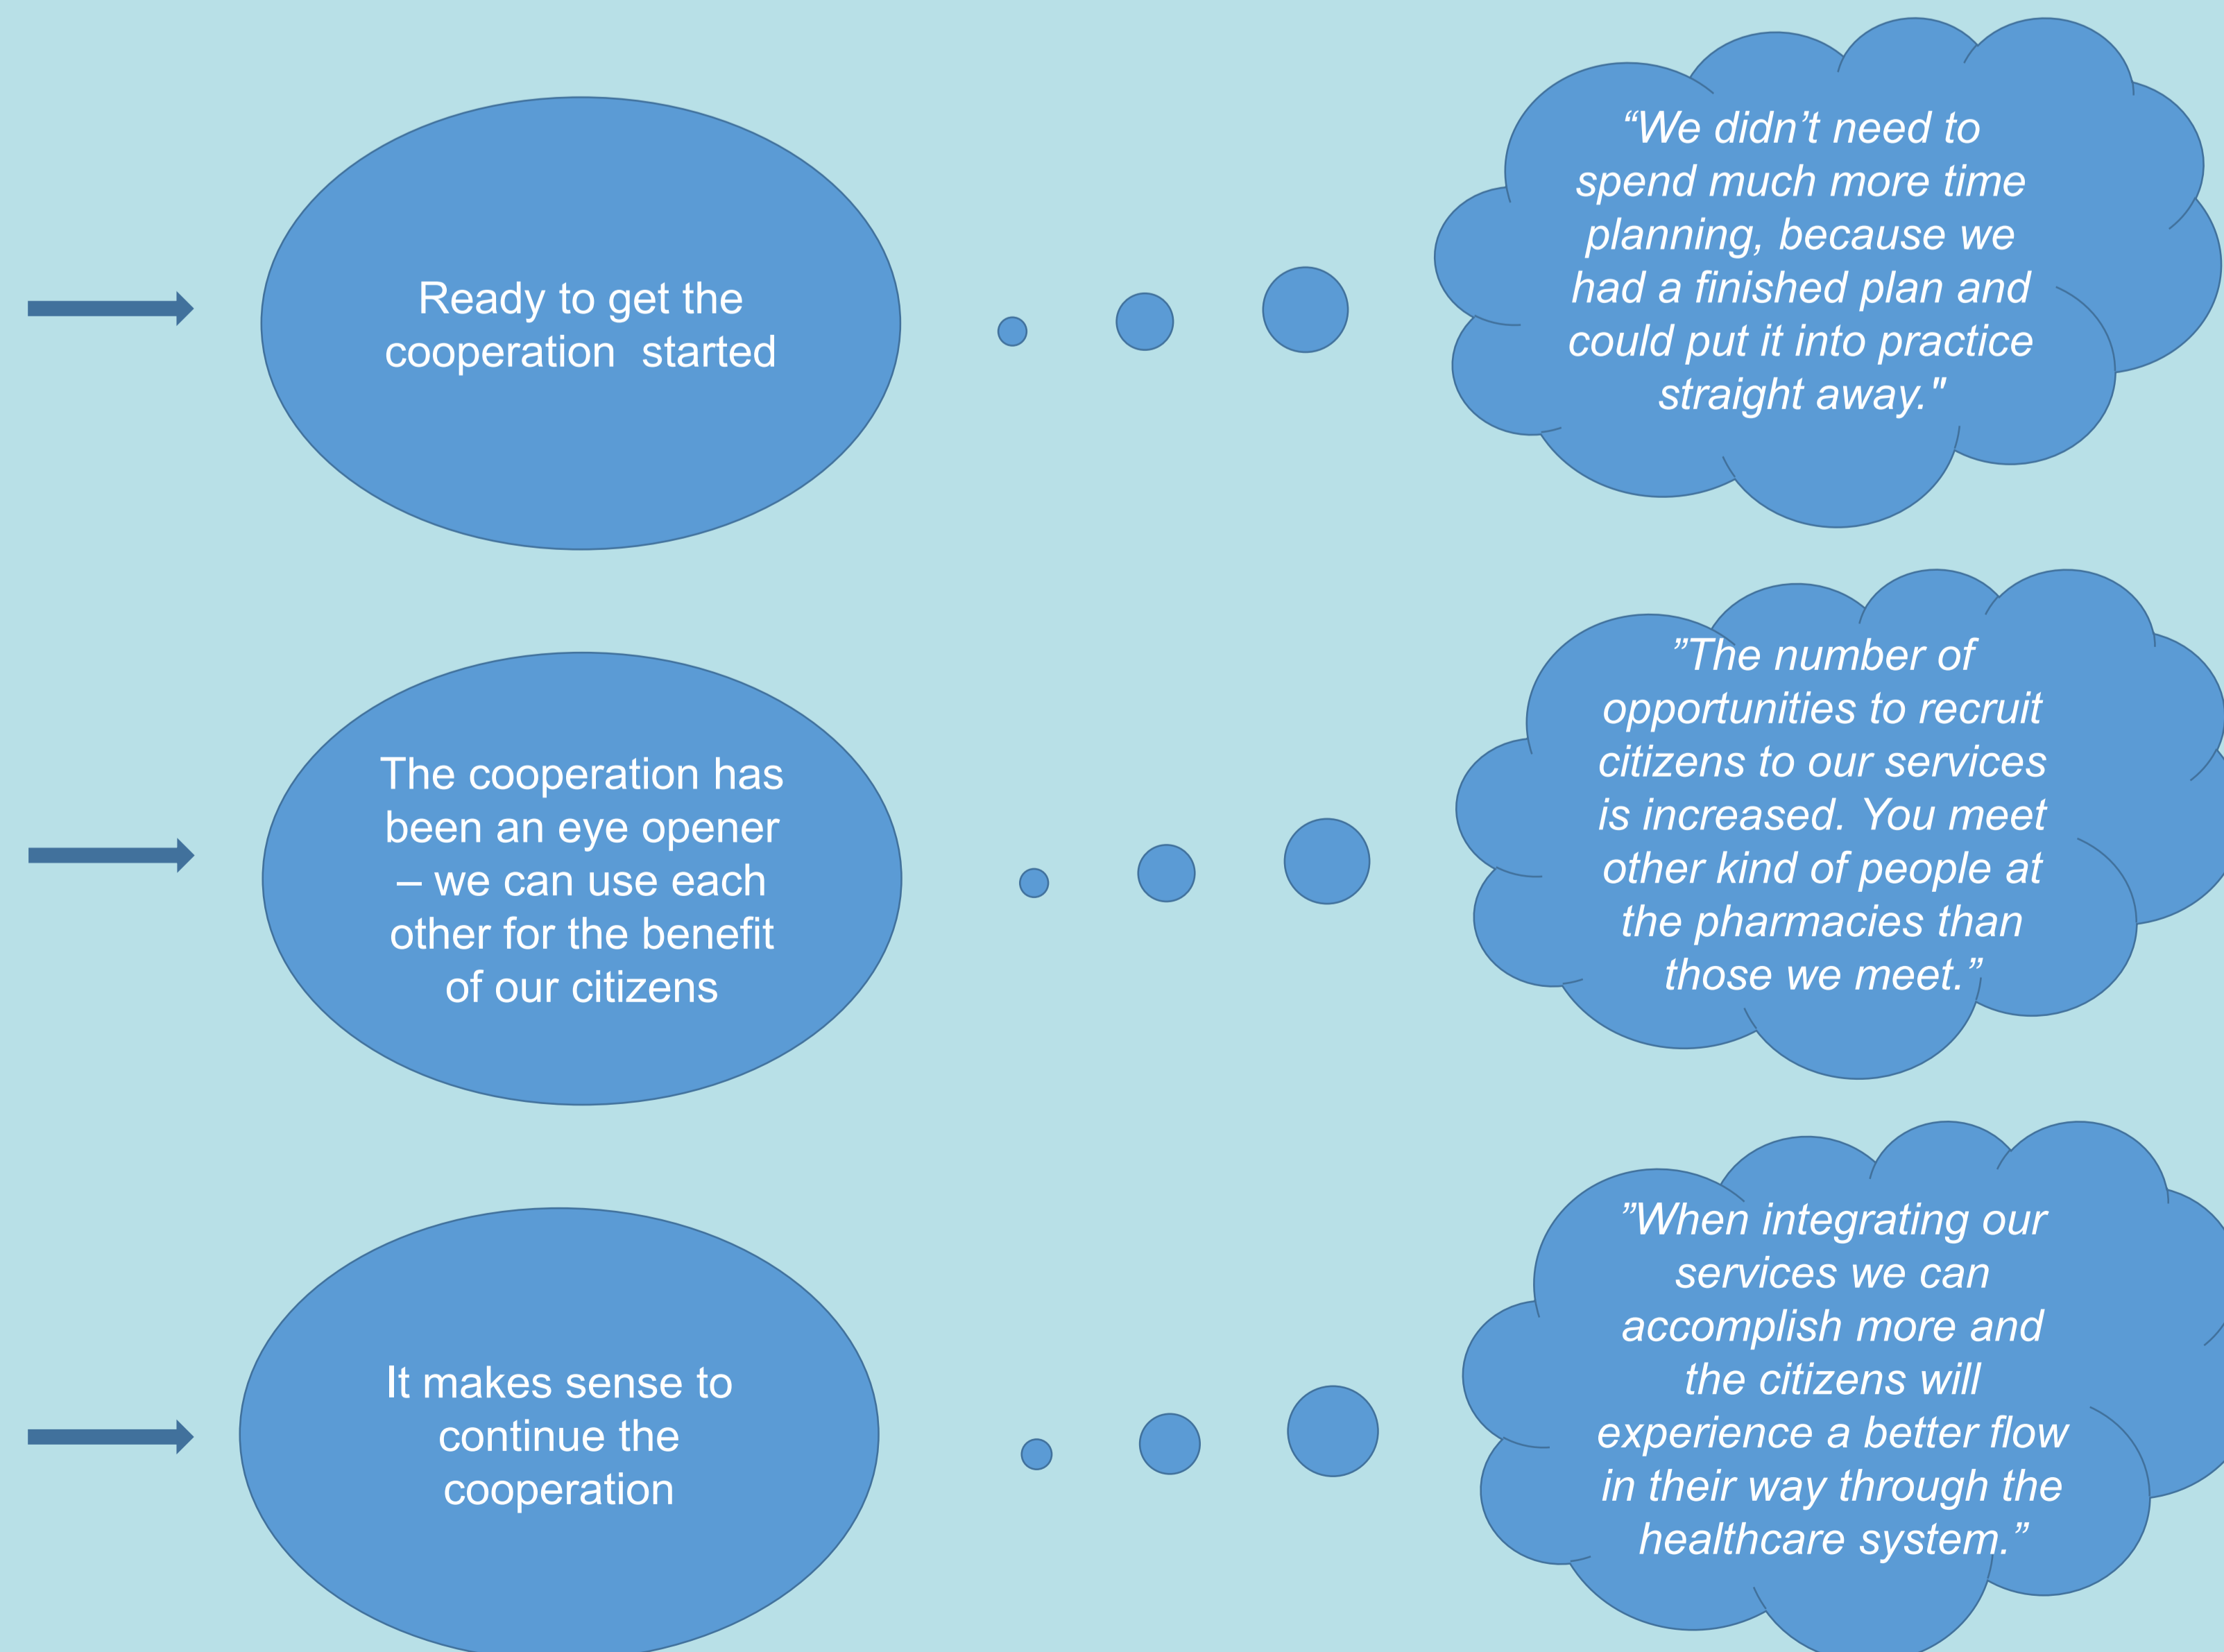 Ready to get the
cooperation  started
“We didn’t need to
spend much more time
planning, because we
had a finished plan and
could put it into practice
straight away."
The cooperation has
been an eye opener
– we can use each
other for the benefit
of our citizens
”The number of
opportunities to recruit
citizens to our services
is increased. You meet
other kind of people at
the pharmacies than
those we meet.”
It makes sense to
continue the
cooperation
”When integrating our
services we can
accomplish more and
the citizens will
experience a better flow
in their way through the
healthcare system.”